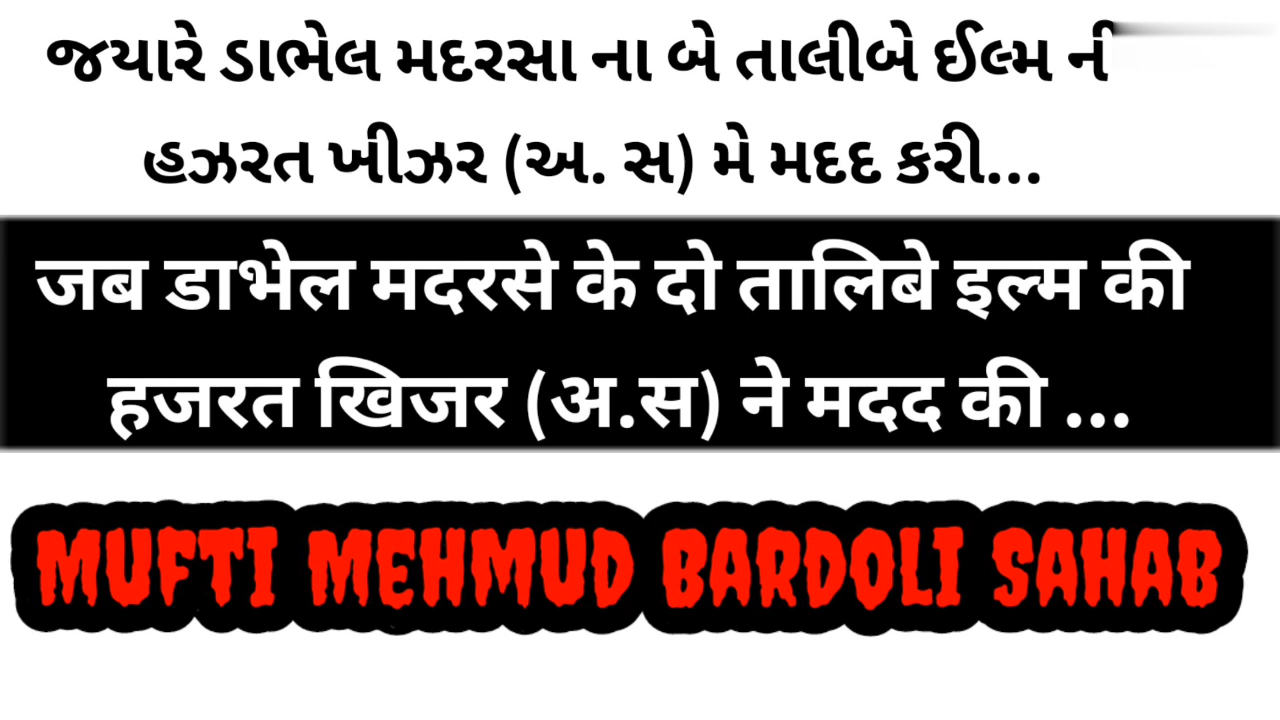 જયારે ડાભેલ મદરસા ના બે તાલીબે ઈલ્મ ની
હઝરત ખીઝર (અ. સ) મે મદદ કરી...
जब डाभेल मदरसे के दो तालिबे इल्म की
हजरत खिजर (अ.स) ने मदद की ...
MUFTI MEHMUD BARDOLI SAHAB